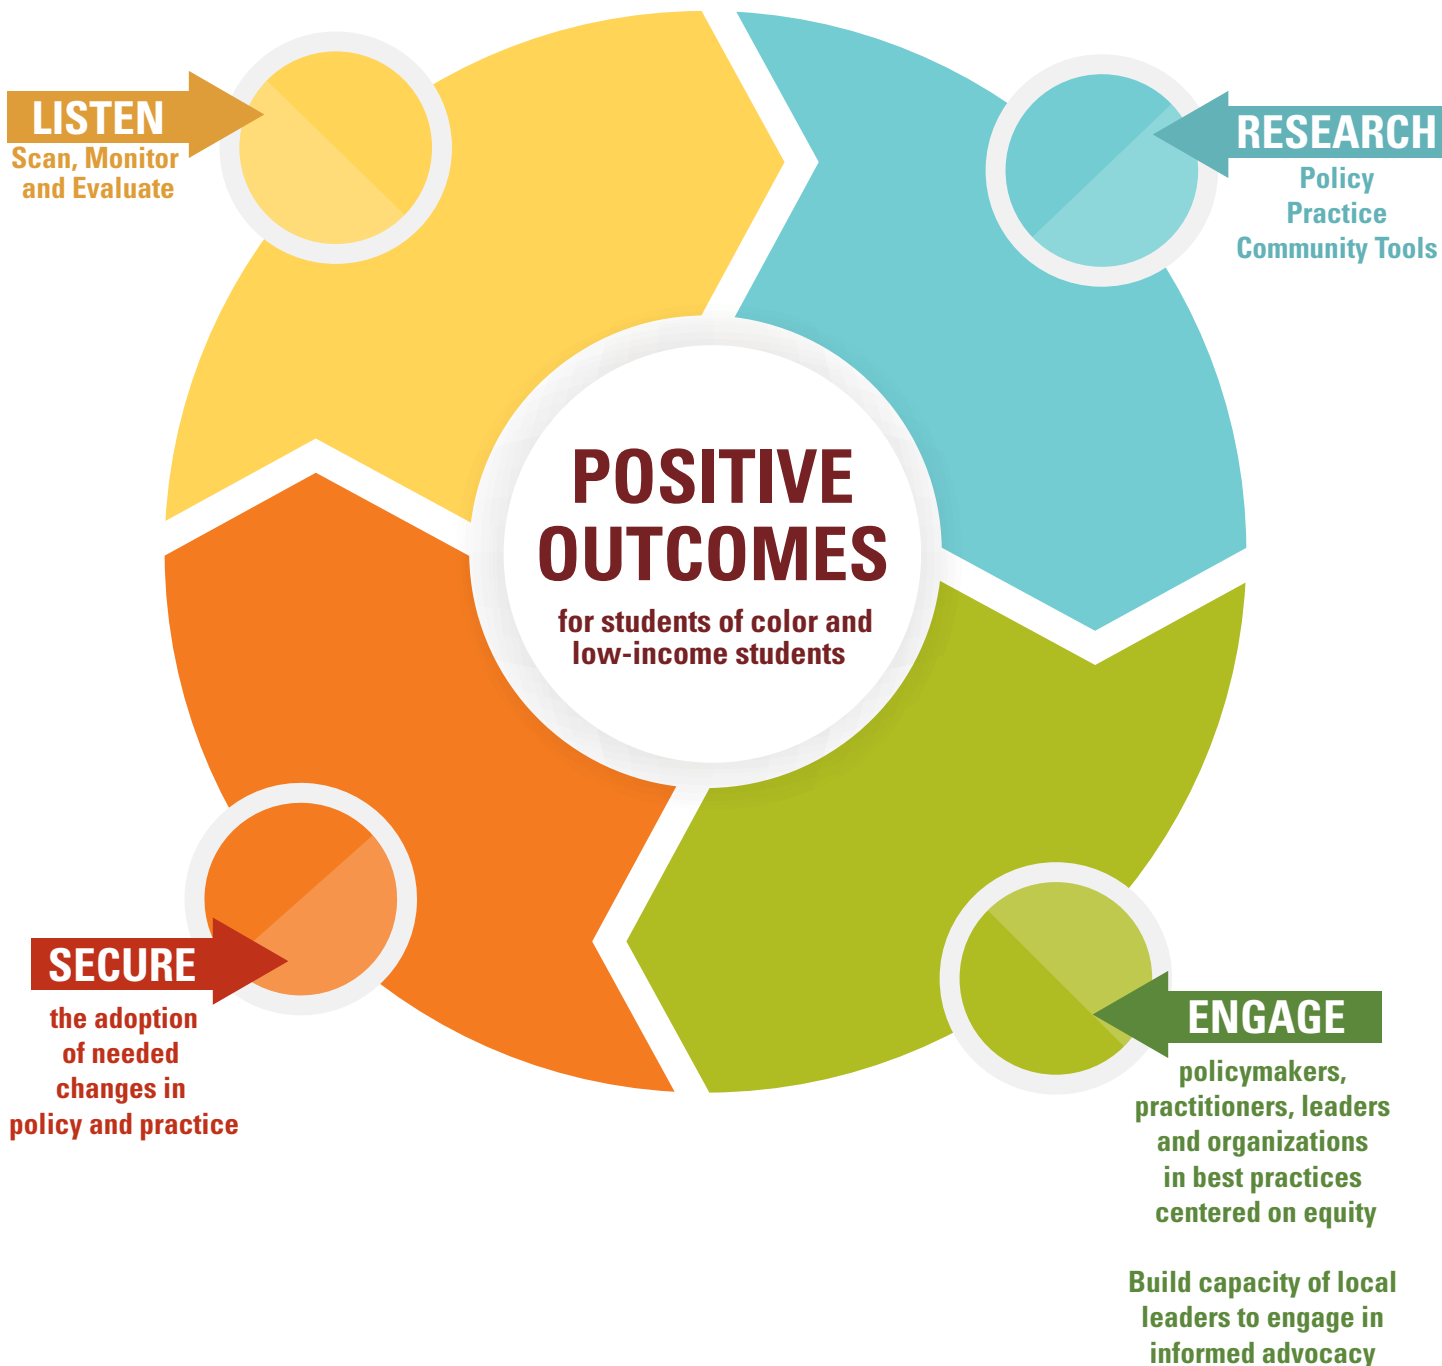 LISTEN
Scan, Monitor
and Evaluate
RESEARCH
Policy
Practice
Community Tools
POSITIVE
OUTCOMES
for students of color and
low-income students
SECURE
the adoption
of needed
changes in
policy and practice
ENGAGE
policymakers,
practitioners, leaders
and organizations
in best practices
centered on equity
Build capacity of local
leaders to engage in
informed advocacy